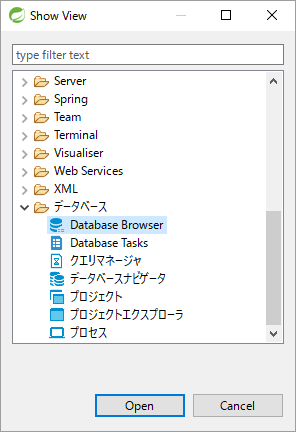 Show View
type filter text
Server
Spring
Team
Terminal
Visualiser
Web Services
XML
データベース
Database Browser
Database Tasks
クエリマネージャ
データベースナビゲータ
プロジェクト
プロジェクトエクスプローラ
プロセス
Open Cancel